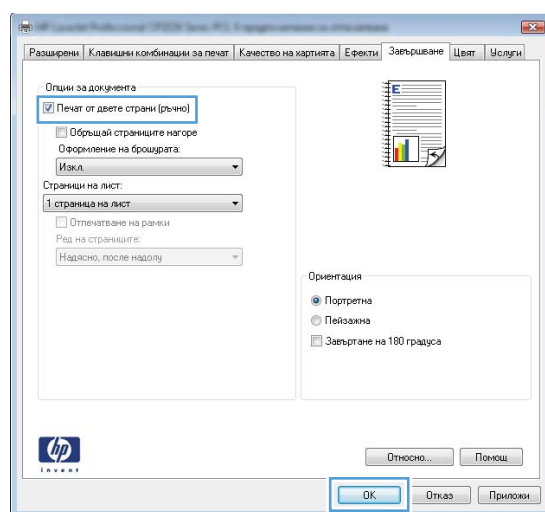 Разширени Клавишни комбинации за печат Качество на хартията Ефекти Завършване Цвят Услуги
Опции за документа
Печат от двете страни (ръчно)
Обръщай страниците нагоре
Оформление на брошурата:
Изкл.
Страници на лист:
1 страница на лист
Отпечатване на рамки
Ред на страниците:
Надясно, после надолу
E
Ориентация
Портретна
Пейзажна
Завъртане на 180 градуса
hp
invent
Относно... Помощ
OK Отказ Приложи